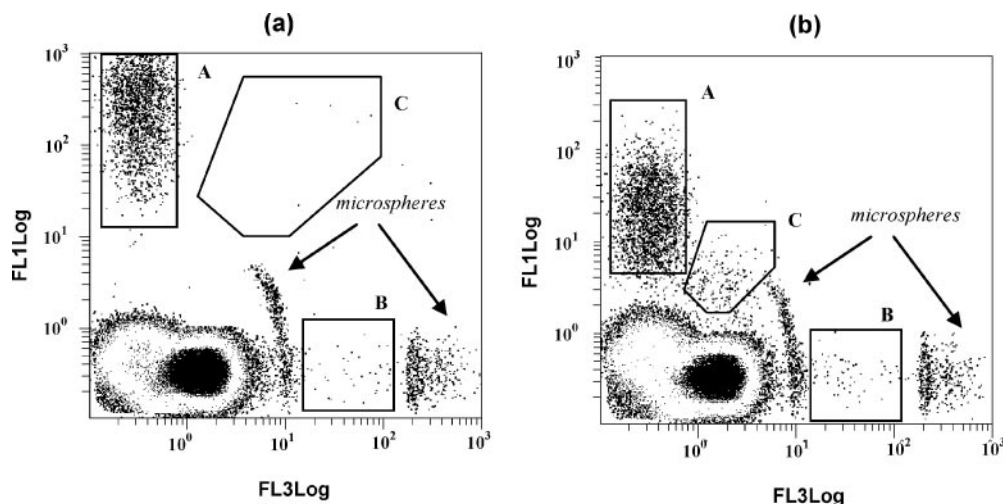 (a)
10³
A
C
10²
microspheres
FL1Log
10¹
B
10⁰
10⁰ 10¹ 10² 10³
FL3Log
(b)
10³
A
10²
microspheres
C
FL1Log
10¹
B
10⁰
10⁰ 10¹ 10² 10³
FL3Log